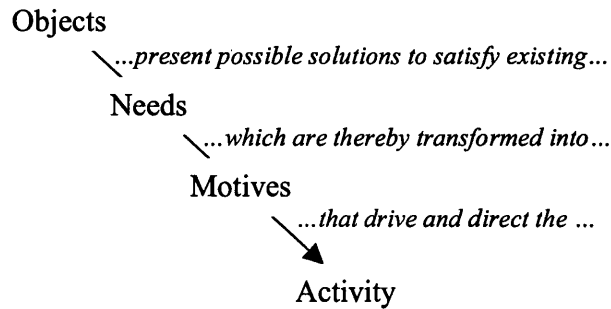 Objects
...present possible solutions to satisfy existing...
Needs
...which are thereby transformed into...
Motives
...that drive and direct the ...
Activity